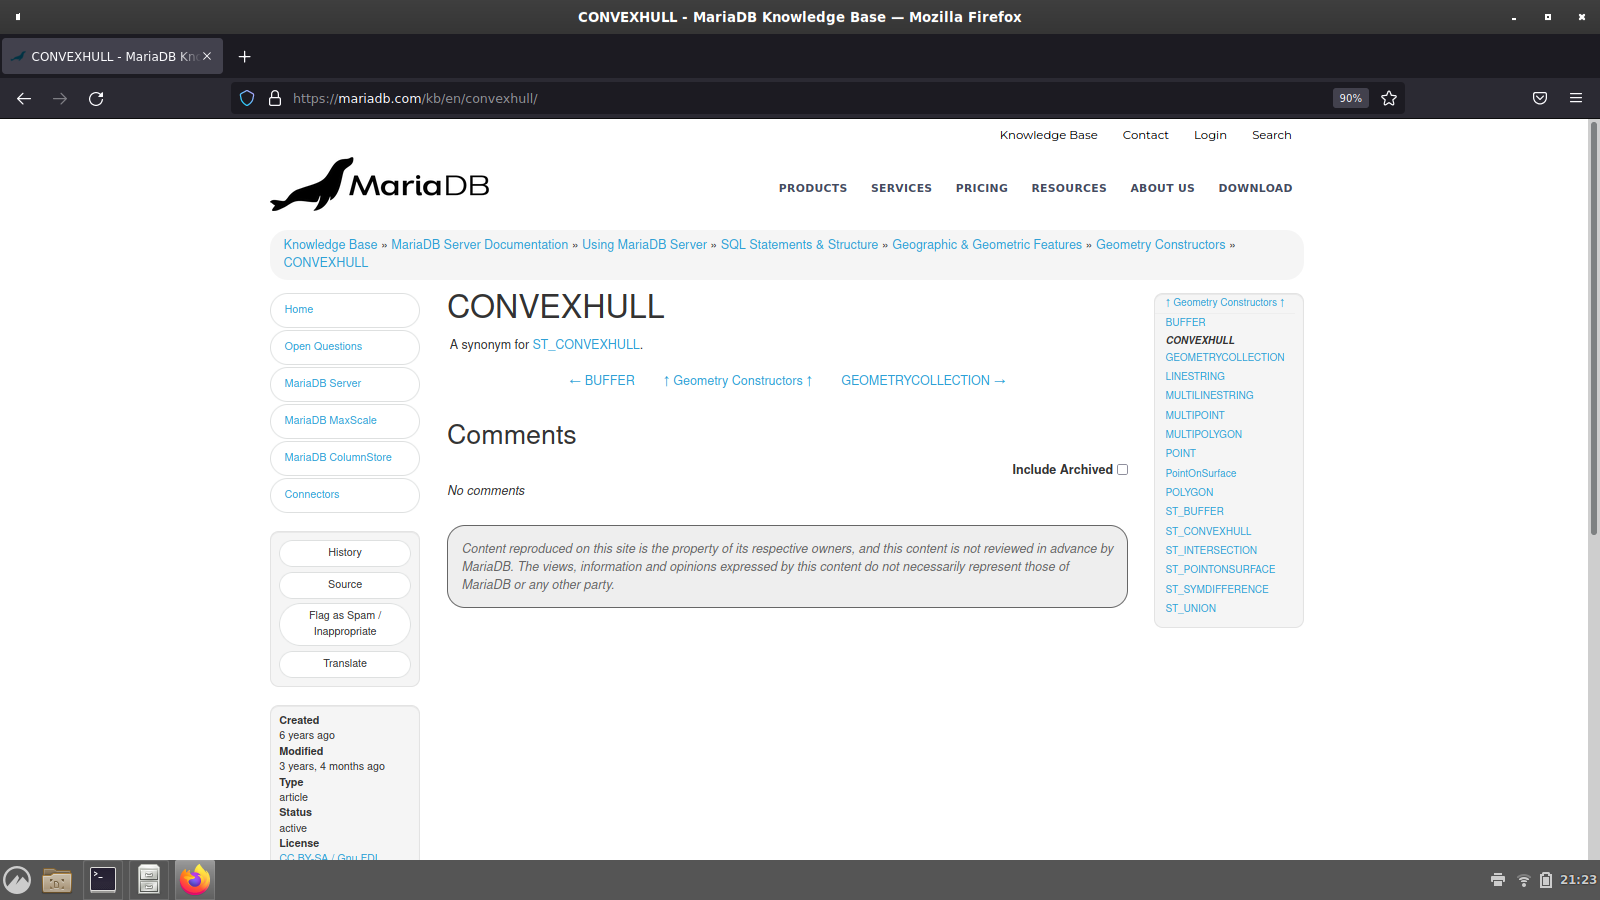 CONVEXHULL - MariaDB Knowledge Base — Mozilla Firefox
CONVEXHULL - MariaDB Kno
https://mariadb.com/kb/en/convexhull/
90%
Knowledge Base Contact Login Search
MariaDB
PRODUCTS SERVICES PRICING RESOURCES ABOUT US DOWNLOAD
Knowledge Base » MariaDB Server Documentation » Using MariaDB Server » SQL Statements & Structure » Geographic & Geometric Features » Geometry Constructors »
CONVEXHULL
Home
Open Questions
MariaDB Server
MariaDB MaxScale
MariaDB ColumnStore
Connectors
History
Source
Flag as Spam /
Inappropriate
Translate
Created
6 years ago
Modified
3 years, 4 months ago
Type
article
Status
active
License
CC BY-SA / Gnu FDL
CONVEXHULL
A synonym for ST_CONVEXHULL.
← BUFFER ↑ Geometry Constructors ↑ GEOMETRYCOLLECTION →
Comments
Include Archived
No comments
Content reproduced on this site is the property of its respective owners, and this content is not reviewed in advance by
MariaDB. The views, information and opinions expressed by this content do not necessarily represent those of
MariaDB or any other party.
↑ Geometry Constructors ↑
BUFFER
CONVEXHULL
GEOMETRYCOLLECTION
LINESTRING
MULTILINESTRING
MULTIPOINT
MULTIPOLYGON
POINT
PointOnSurface
POLYGON
ST_BUFFER
ST_CONVEXHULL
ST_INTERSECTION
ST_POINTONSURFACE
ST_SYMDIFFERENCE
ST_UNION
21:23